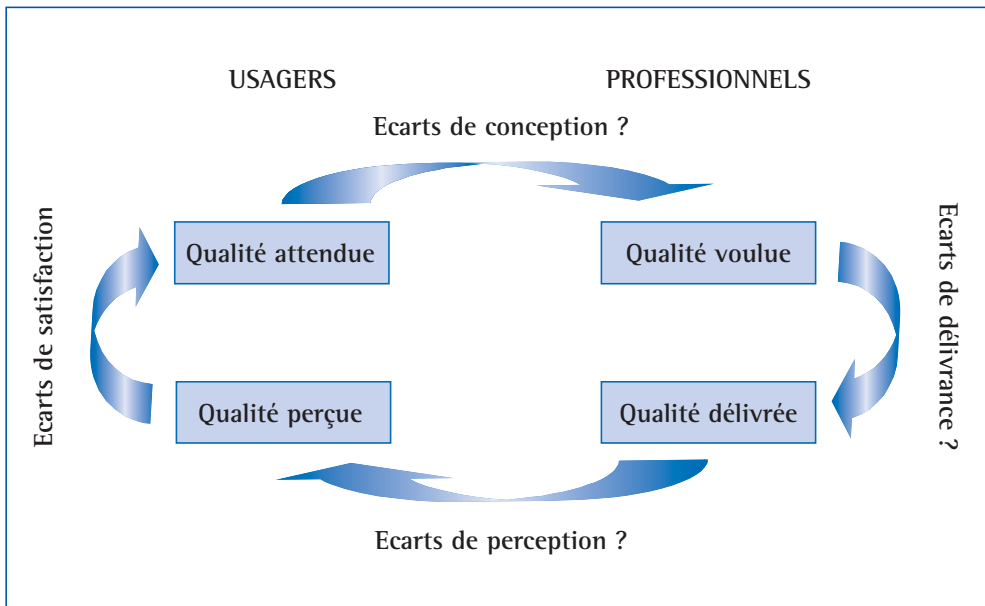 USAGERS
PROFESSIONNELS
Ecarts de conception ?
Qualité attendue
Qualité voulue
Ecarts de satisfaction
Ecarts de délivrance ?
Qualité perçue
Qualité délivrée
Ecarts de perception ?